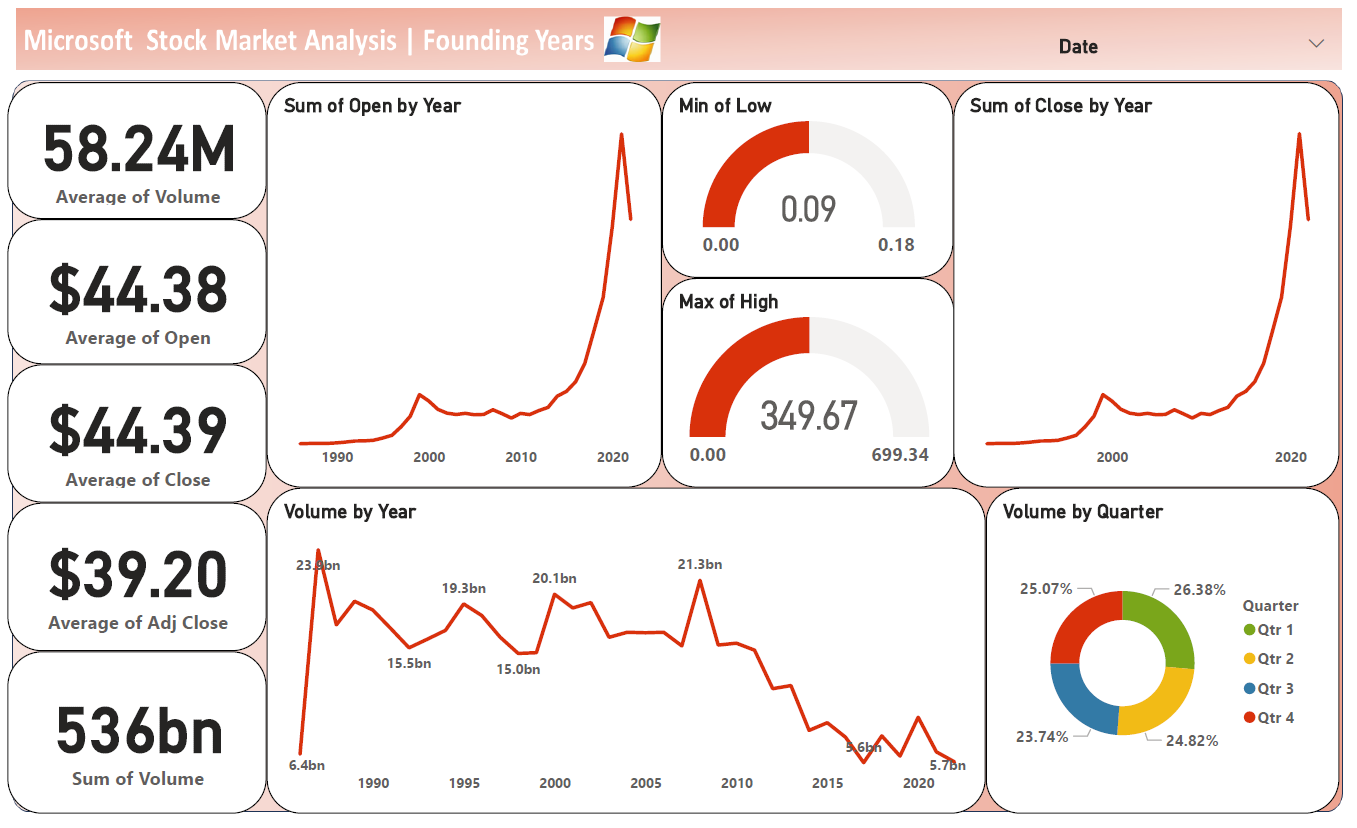 Microsoft  Stock Market Analysis | Founding Years
Date
58.24M
Average of Volume
$44.38
Average of Open
$44.39
Average of Close
$39.20
Average of Adj Close
536bn
Sum of Volume
Sum of Open by Year
1990
2000
2010
2020
Min of Low
0.09
0.00
0.18
Max of High
349.67
0.00
699.34
Sum of Close by Year
2000
2020
Volume by Year
6.4bn
15.5bn
19.3bn
15.0bn
20.1bn
21.3bn
5.6bn
5.7bn
1990
1995
2000
2005
2010
2015
2020
Volume by Quarter
25.07%
26.38%
23.74%
24.82%
Quarter
Qtr 1
Qtr 2
Qtr 3
Qtr 4